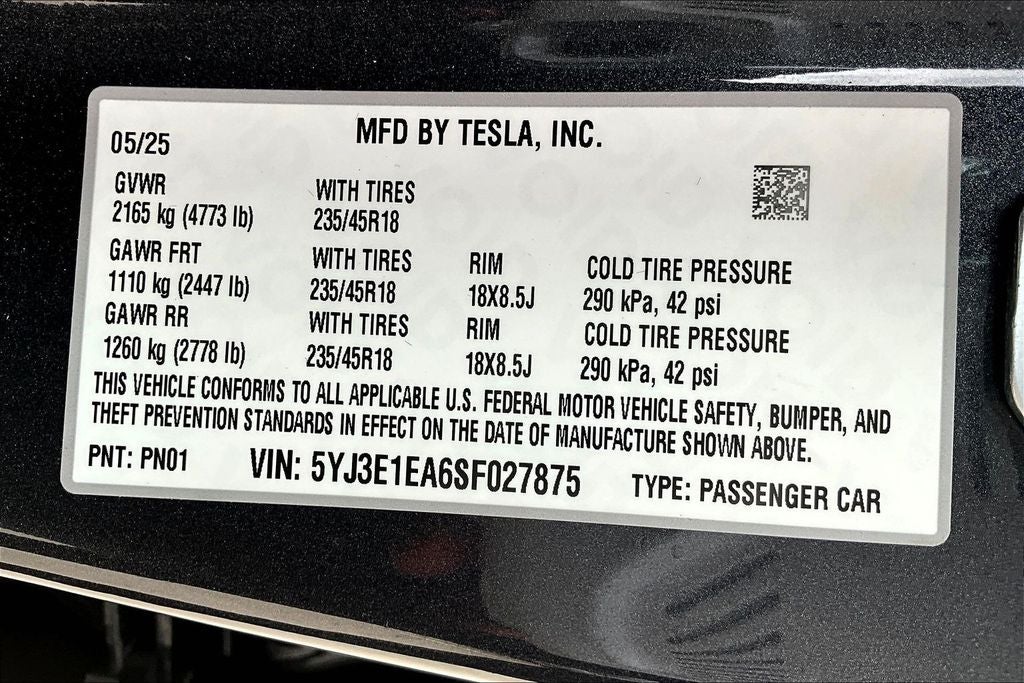 05/25 MFD BY TESLA, INC.
GVWR WITH TIRES
2165 kg (4773 lb) 235/45R18
GAWR FRT WITH TIRES RIM COLD TIRE PRESSURE
1110 kg (2447 lb) 235/45R18 18X8.5J 290 kPa, 42 psi
GAWR RR WITH TIRES RIM COLD TIRE PRESSURE
1260 kg (2778 lb) 235/45R18 18X8.5J 290 kPa, 42 psi
THIS VEHICLE CONFORMS TO ALL APPLICABLE U.S. FEDERAL MOTOR VEHICLE SAFETY, BUMPER, AND
THEFT PREVENTION STANDARDS IN EFFECT ON THE DATE OF MANUFACTURE SHOWN ABOVE.
PNT: PN01 VIN: 5YJ3E1EA6SF027875 TYPE: PASSENGER CAR